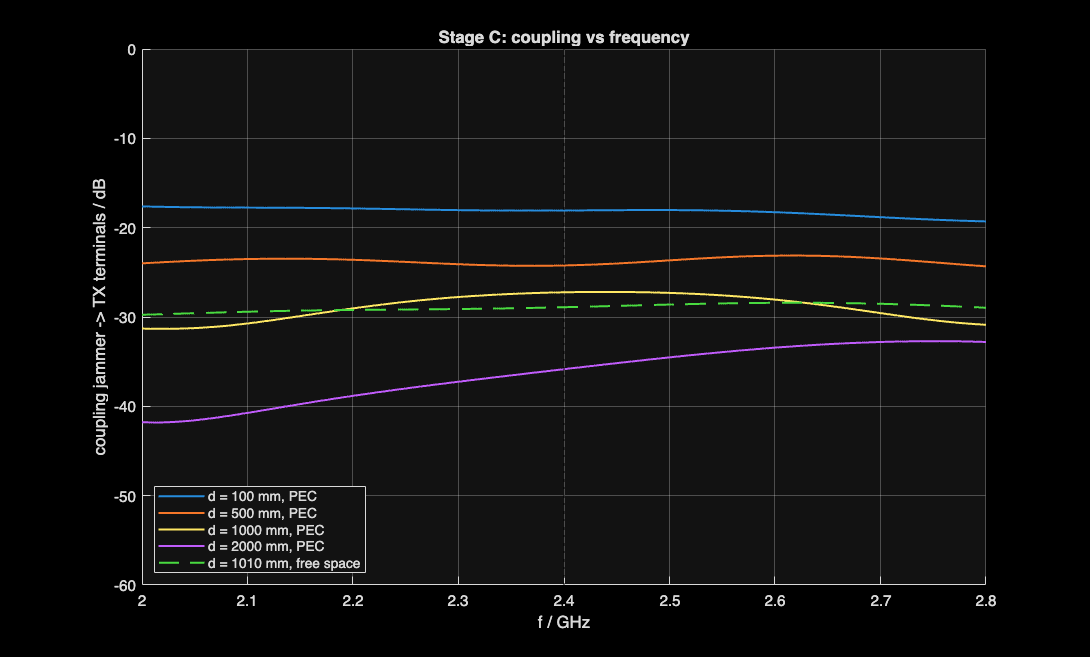 Stage C: coupling vs frequency
0
-10
-20
-30
-40
-50
-60
coupling jammer -> TX terminals / dB
d = 100 mm, PEC
d = 500 mm, PEC
d = 1000 mm, PEC
d = 2000 mm, PEC
d = 1010 mm, free space
2 2.1 2.2 2.3 2.4 2.5 2.6 2.7 2.8
f / GHz